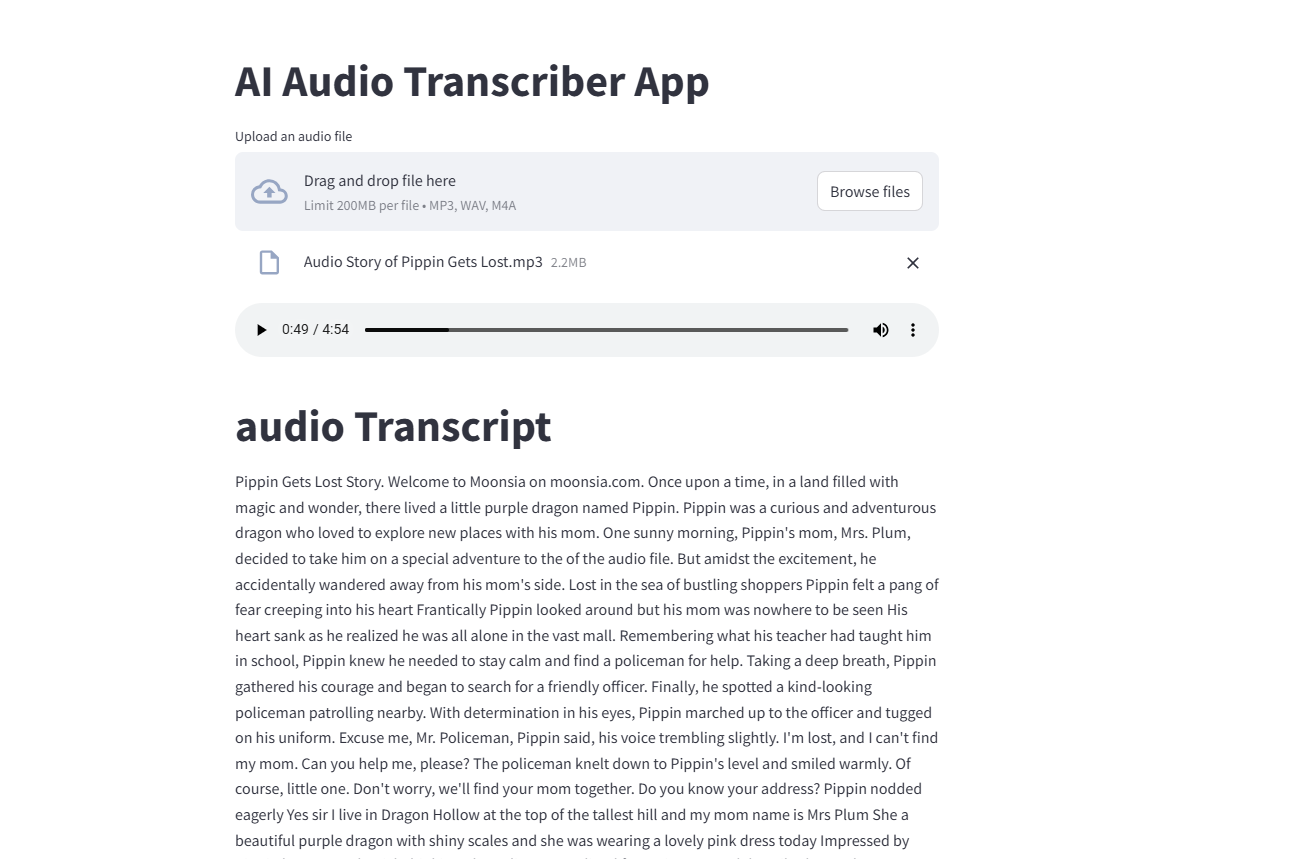 AI Audio Transcriber App
Upload an audio file
Drag and drop file here
Limit 200MB per file • MP3, WAV, M4A
Browse files
Audio Story of Pippin Gets Lost.mp3 2.2MB
0:49 / 4:54
audio Transcript
Pippin Gets Lost Story. Welcome to Moonsia on moonsia.com. Once upon a time, in a land filled with
magic and wonder, there lived a little purple dragon named Pippin. Pippin was a curious and adventurous
dragon who loved to explore new places with his mom. One sunny morning, Pippin's mom, Mrs. Plum,
decided to take him on a special adventure to the of the audio file. But amidst the excitement, he
accidentally wandered away from his mom's side. Lost in the sea of bustling shoppers Pippin felt a pang of
fear creeping into his heart Frantically Pippin looked around but his mom was nowhere to be seen His
heart sank as he realized he was all alone in the vast mall. Remembering what his teacher had taught him
in school, Pippin knew he needed to stay calm and find a policeman for help. Taking a deep breath, Pippin
gathered his courage and began to search for a friendly officer. Finally, he spotted a kind-looking
policeman patrolling nearby. With determination in his eyes, Pippin marched up to the officer and tugged
on his uniform. Excuse me, Mr. Policeman, Pippin said, his voice trembling slightly. I'm lost, and I can't find
my mom. Can you help me, please? The policeman knelt down to Pippin's level and smiled warmly. Of
course, little one. Don't worry, we'll find your mom together. Do you know your address? Pippin nodded
eagerly Yes sir I live in Dragon Hollow at the top of the tallest hill and my mom name is Mrs Plum She a
beautiful purple dragon with shiny scales and she was wearing a lovely pink dress today Impressed by